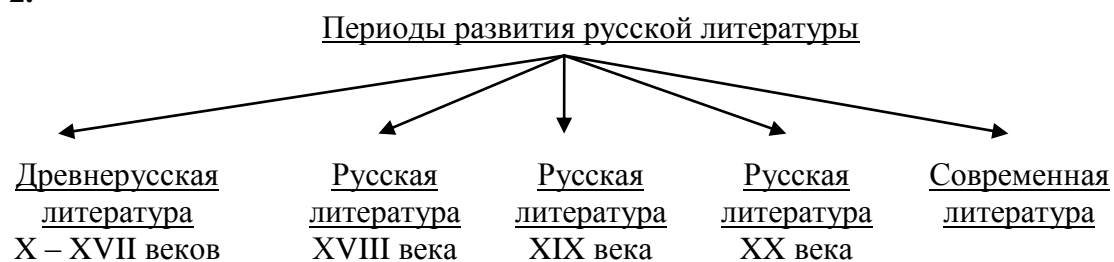 2.
Периоды развития русской литературы
Древнерусская
литература
X – XVII веков
Русская
литература
XVIII века
Русская
литература
XIX века
Русская
литература
XX века
Современная
литература